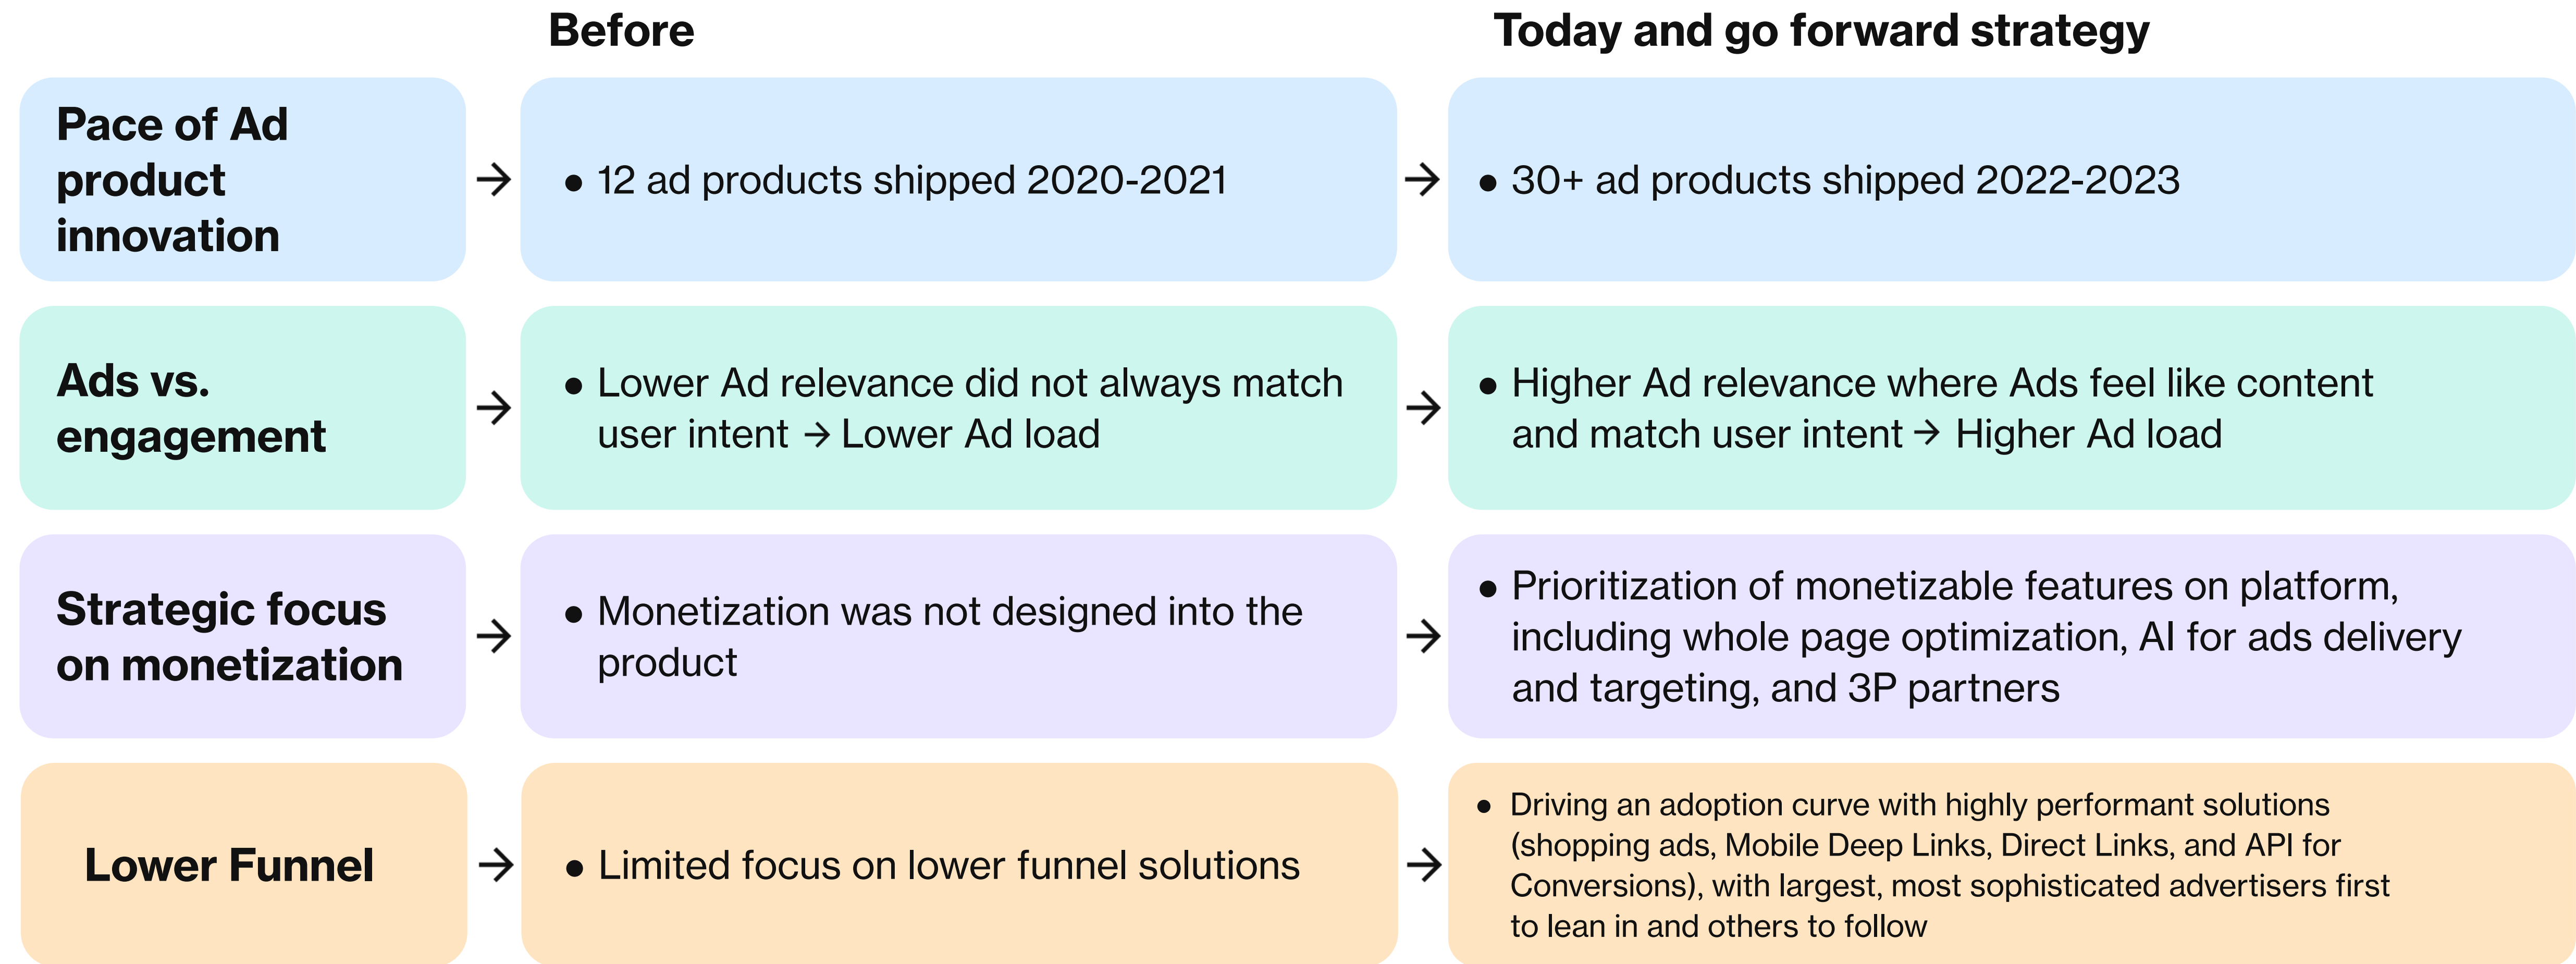 Before
Today and go forward strategy
Pace of Ad
product
innovation
→
• 12 ad products shipped 2020-2021
→
• 30+ ad products shipped 2022-2023
Ads vs.
engagement
→
• Lower Ad relevance did not always match
user intent → Lower Ad load
→
• Higher Ad relevance where Ads feel like content
and match user intent → Higher Ad load
Strategic focus
on monetization
→
• Monetization was not designed into the
product
→
• Prioritization of monetizable features on platform,
including whole page optimization, AI for ads delivery
and targeting, and 3P partners
Lower Funnel
→
• Limited focus on lower funnel solutions
→
• Driving an adoption curve with highly performant solutions
(shopping ads, Mobile Deep Links, Direct Links, and API for
Conversions), with largest, most sophisticated advertisers first
to lean in and others to follow